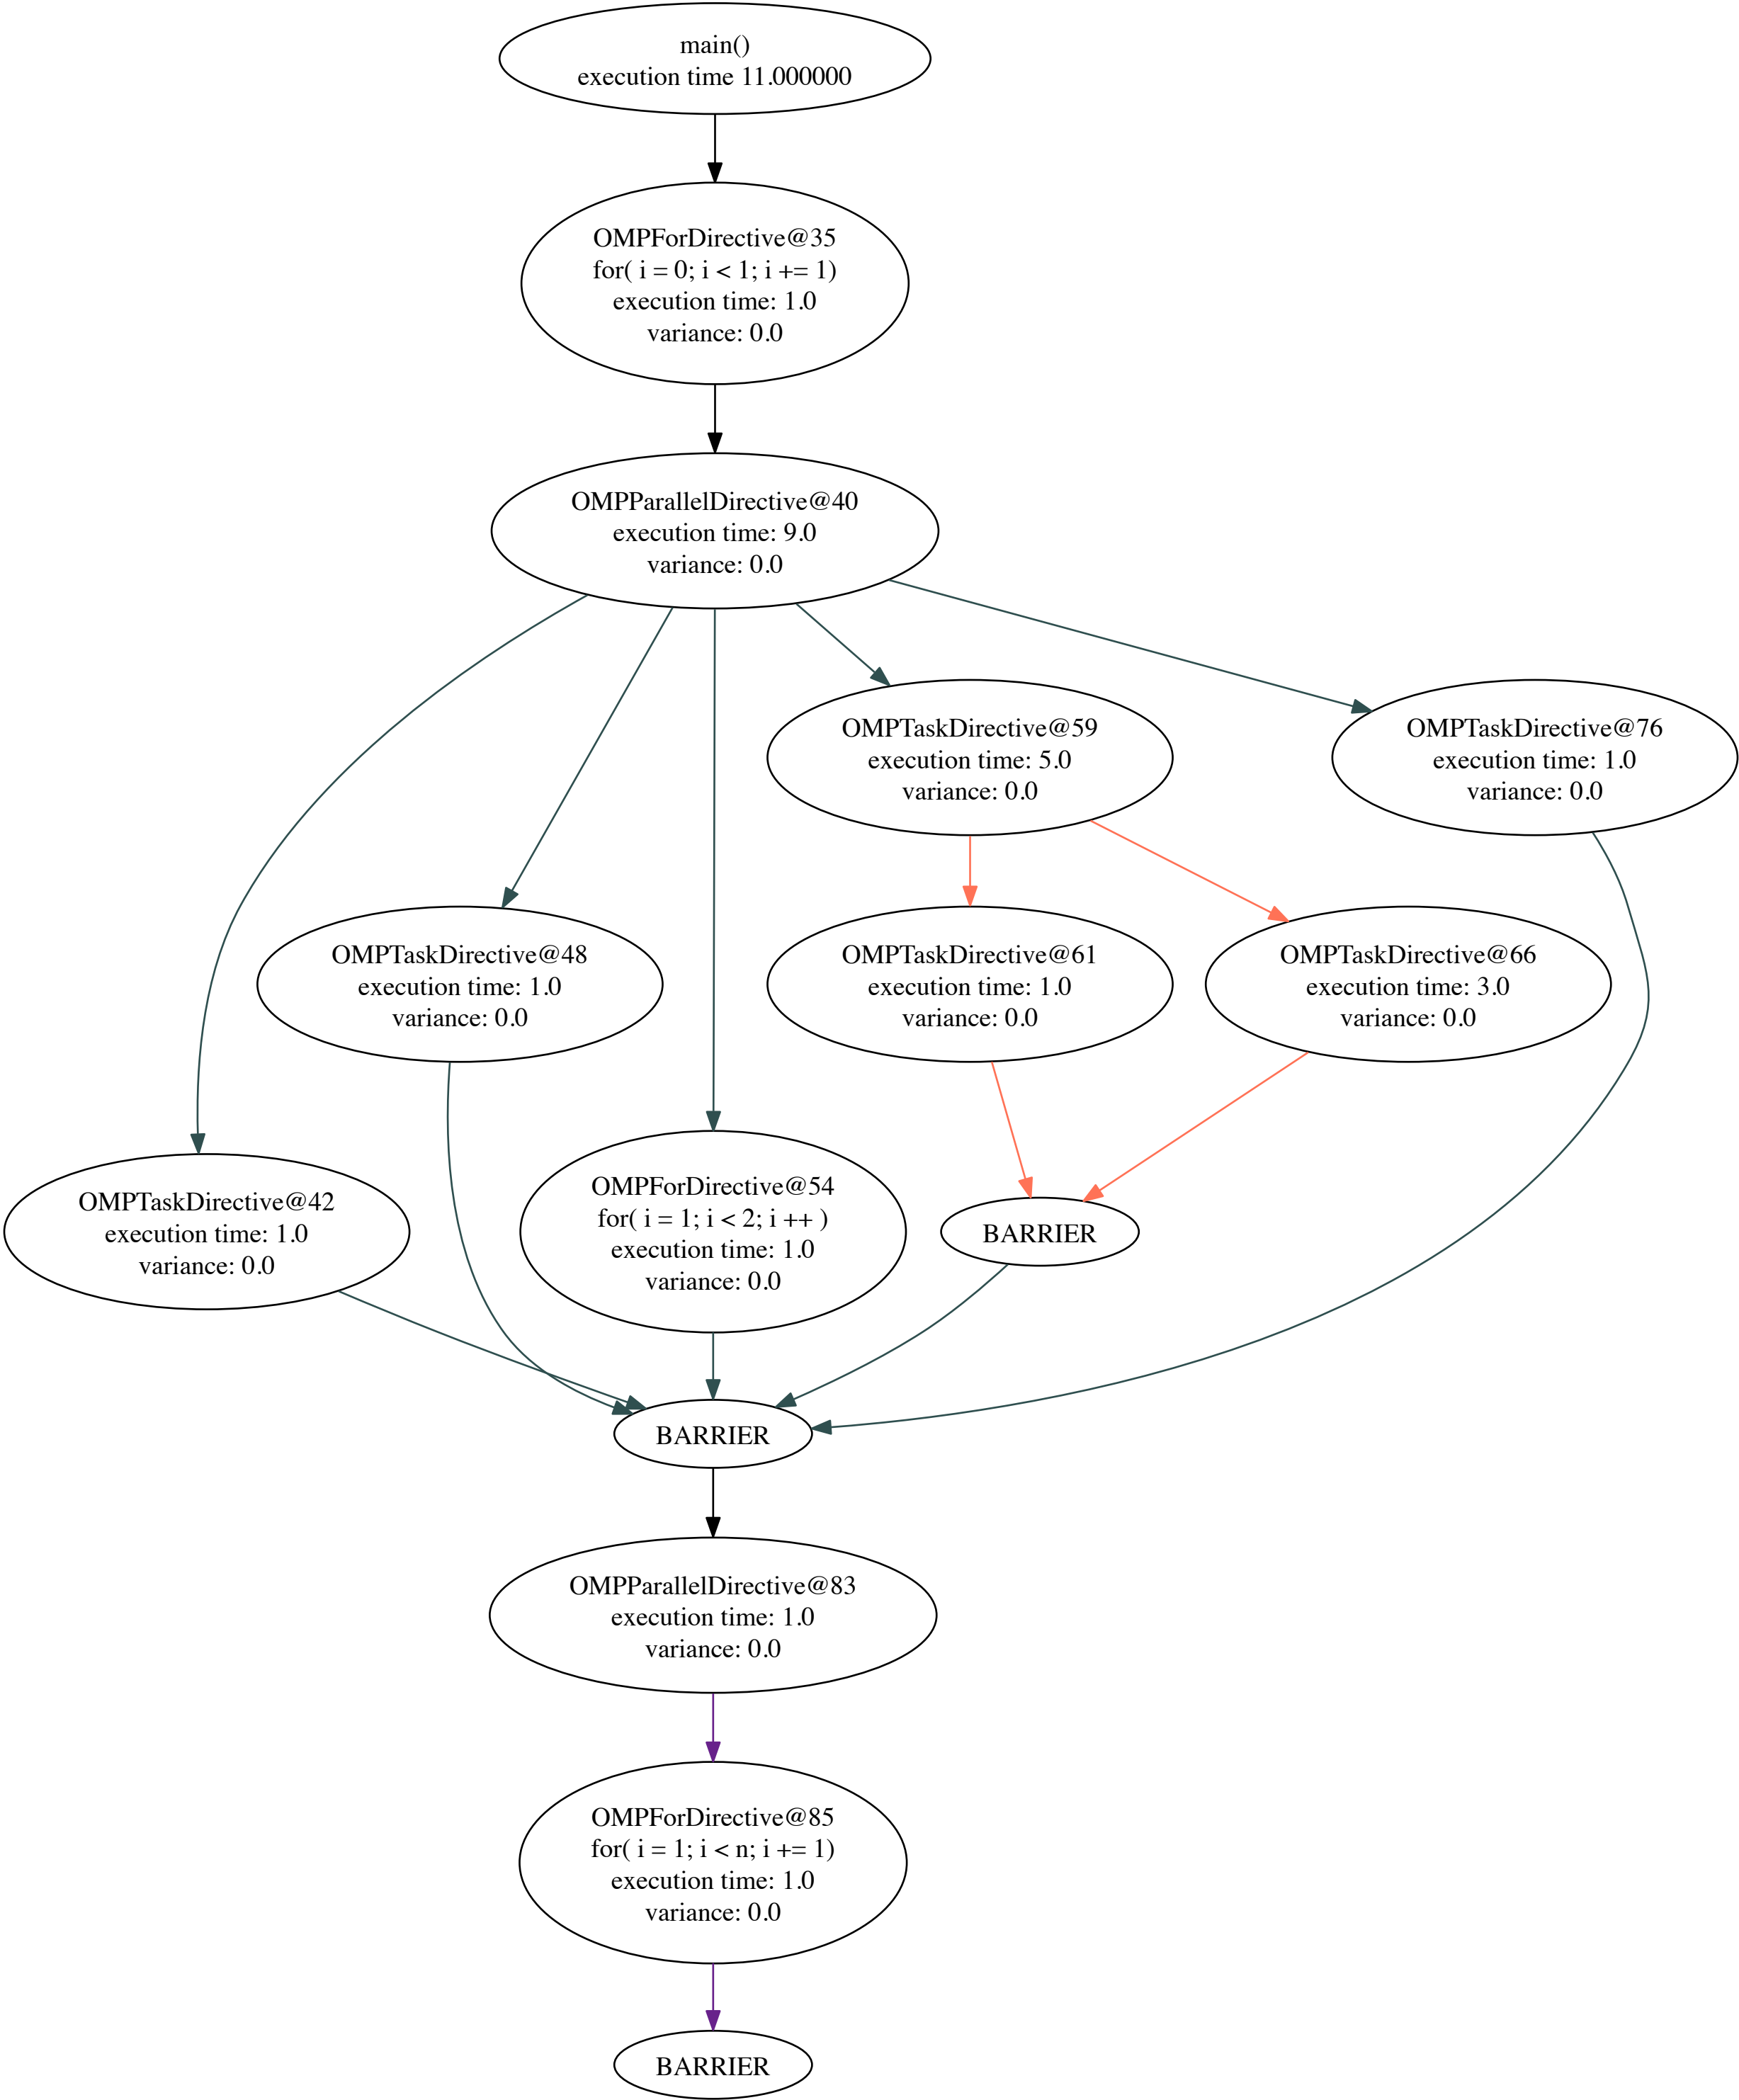 main()
execution time 11.000000
OMPForDirective@35
for( i = 0; i < 1; i += 1)
execution time: 1.0
variance: 0.0
OMPParallelDirective@40
execution time: 9.0
variance: 0.0
OMPTaskDirective@59
execution time: 5.0
variance: 0.0
OMPTaskDirective@76
execution time: 1.0
variance: 0.0
OMPTaskDirective@48
execution time: 1.0
variance: 0.0
OMPTaskDirective@61
execution time: 1.0
variance: 0.0
OMPTaskDirective@66
execution time: 3.0
variance: 0.0
OMPTaskDirective@42
execution time: 1.0
variance: 0.0
OMPForDirective@54
for( i = 1; i < 2; i ++ )
execution time: 1.0
variance: 0.0
BARRIER
BARRIER
OMPParallelDirective@83
execution time: 1.0
variance: 0.0
OMPForDirective@85
for( i = 1; i < n; i += 1)
execution time: 1.0
variance: 0.0
BARRIER